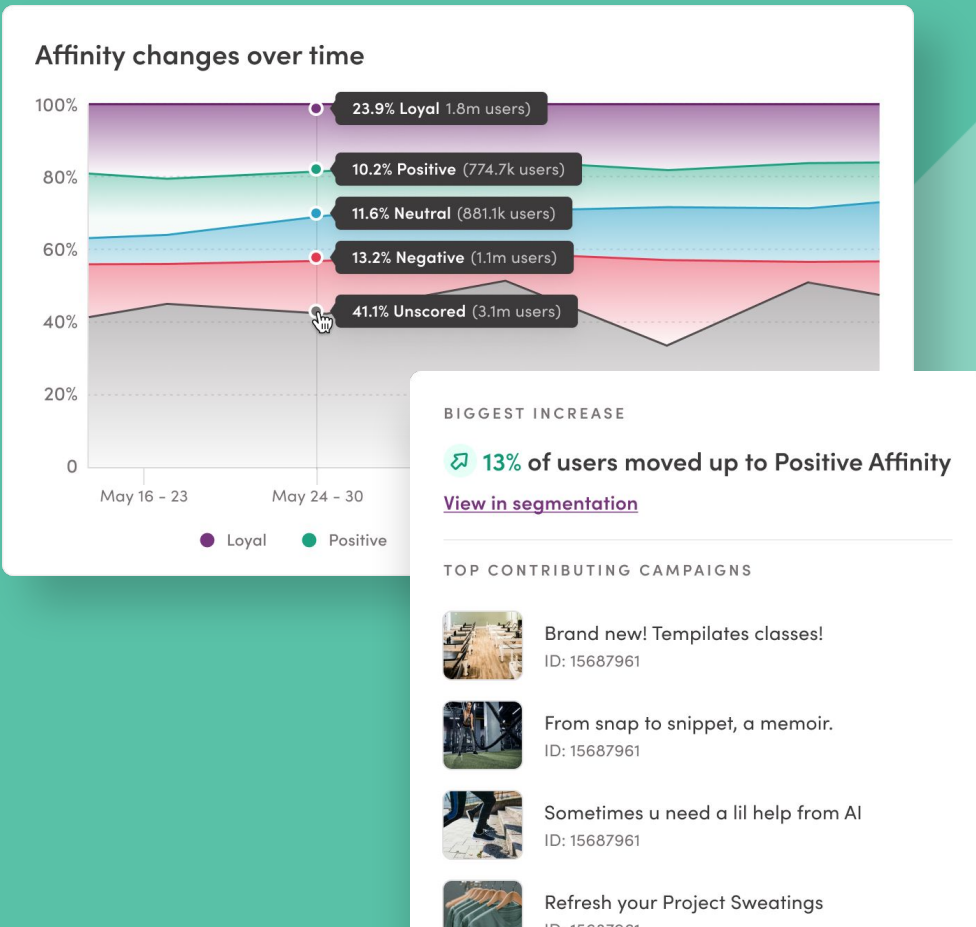 Affinity changes over time
100%
23.9% Loyal 1.8m users)
80%
10.2% Positive (774.7k users)
11.6% Neutral (881.1k users)
60%
13.2% Negative (1.1m users)
40%
41.1% Unscored (3.1m users)
20%
0
May 16 - 23
May 24 - 30
Loyal
Positive
BIGGEST INCREASE
13% of users moved up to Positive Affinity
View in segmentation
TOP CONTRIBUTING CAMPAIGNS
Brand new! Tempilates classes!
ID: 15687961
From snap to snippet, a memoir.
ID: 15687961
Sometimes u need a lil help from AI
ID: 15687961
Refresh your Project Sweatings